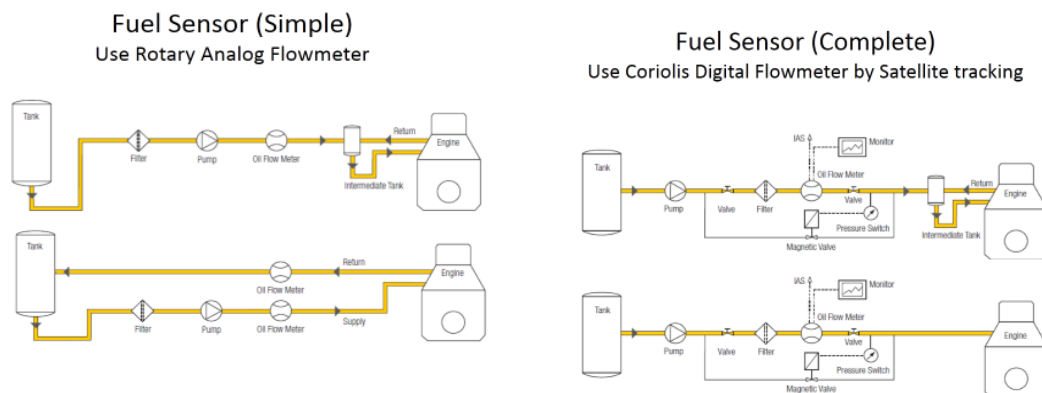 Fuel Sensor (Simple)
Use Rotary Analog Flowmeter
Tank
Filter
Pump
Oil Flow Meter
Return
Intermediate Tank
Engine
Tank
Return
Oil Flow Meter
Filter
Pump
Oil Flow Meter
Supply
Engine
Fuel Sensor (Complete)
Use Coriolis Digital Flowmeter by Satellite tracking
Tank
IAS
Monitor
Oil Flow Meter
Pump
Valve
Filter
Valve
Pressure Switch
Magnetic Valve
Return
Intermediate Tank
Engine
Tank
IAS
Monitor
Oil Flow Meter
Pump
Valve
Filter
Valve
Pressure Switch
Magnetic Valve
Engine